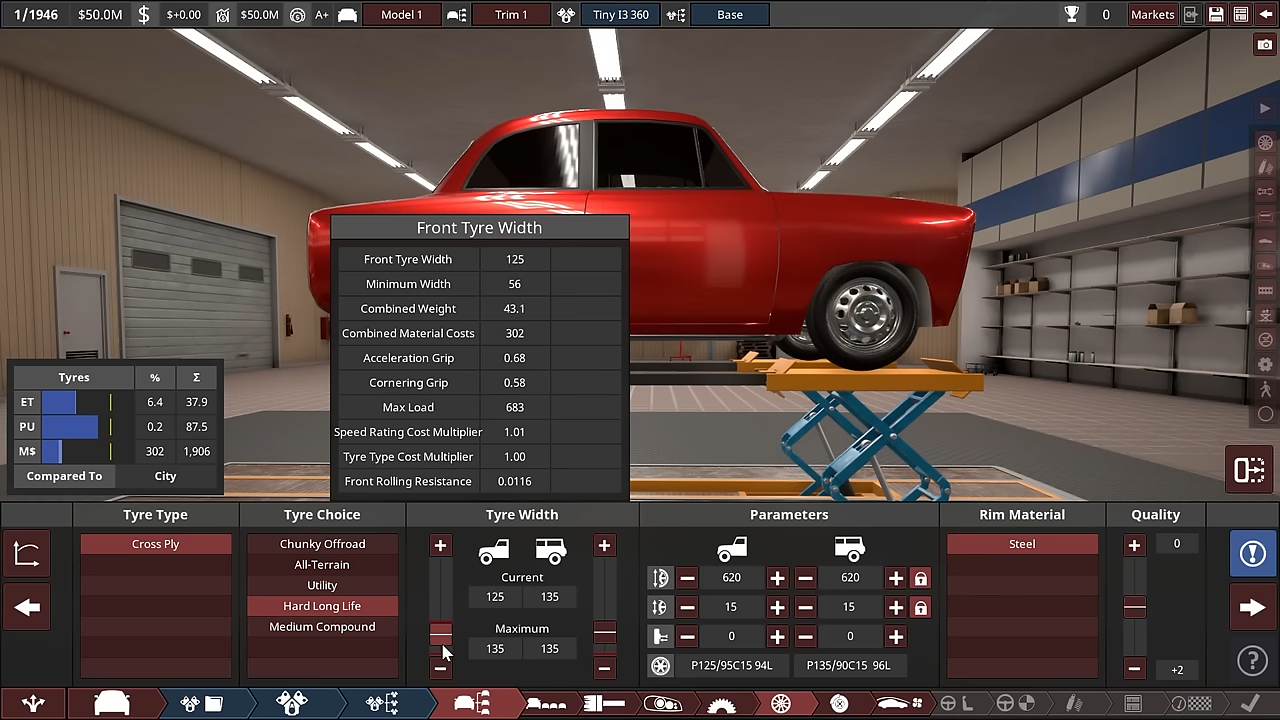 1/1946 $50.0M $+0.00 $50.0M A+ Model 1 Trim 1 Tiny I3 360 Base 0 Markets
Front Tyre Width
Front Tyre Width 125
Minimum Width 56
Combined Weight 43.1
Combined Material Costs 302
Acceleration Grip 0.68
Cornering Grip 0.58
Max Load 683
Speed Rating Cost Multiplier 1.01
Tyre Type Cost Multiplier 1.00
Front Rolling Resistance 0.0116
Tyres % Σ
ET 6.4 37.9
PU 0.2 87.5
M$ 302 1,906
Compared To City
Tyre Type
Cross Ply
Tyre Choice
Chunky Offroad
All-Terrain
Utility
Hard Long Life
Medium Compound
Tyre Width
+ +
Current
125 135
Maximum
135 135
− −
Parameters
− 620 + − 620 +
− 15 + − 15 +
− 0 + − 0 +
P125/95C15 94L P135/90C15 96L
Rim Material
Steel
Quality
+ 0
− +2
?